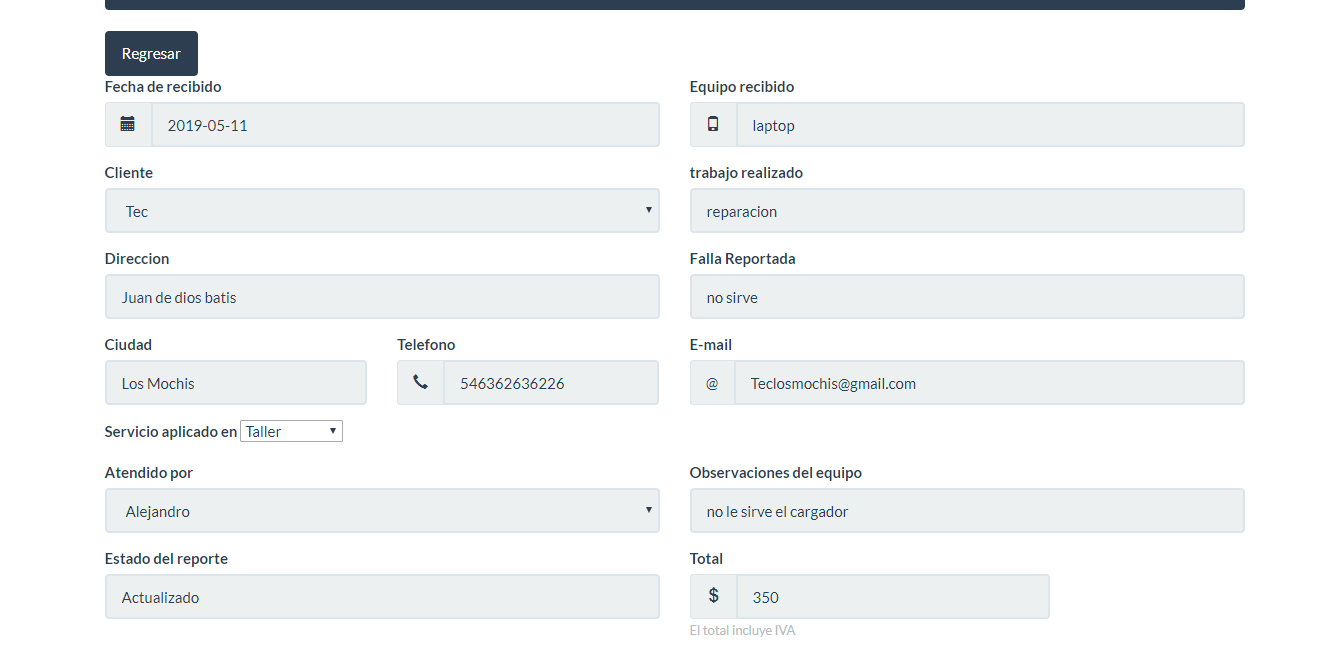 Regresar
Fecha de recibido
2019-05-11
Equipo recibido
laptop
Cliente
Tec
trabajo realizado
reparacion
Direccion
Juan de dios batis
Falla Reportada
no sirve
Ciudad
Los Mochis
Telefono
546362636226
E-mail
@ Teclosmochis@gmail.com
Servicio aplicado en Taller
Atendido por
Alejandro
Observaciones del equipo
no le sirve el cargador
Estado del reporte
Actualizado
Total
$ 350
El total incluye IVA